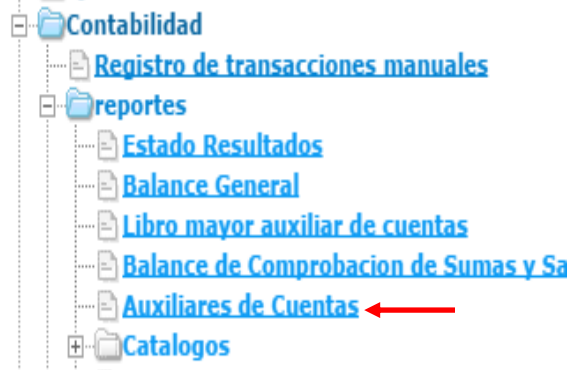 Contabilidad
Registro de transacciones manuales
reportes
Estado Resultados
Balance General
Libro mayor auxiliar de cuentas
Balance de Comprobacion de Sumas y Sa
Auxiliares de Cuentas
Catalogos